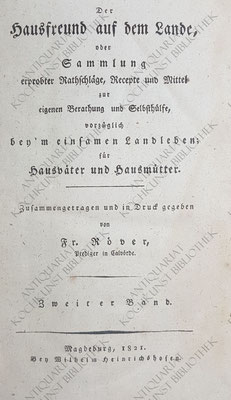 Der
Hausfreund auf dem Lande,
oder
Sammlung
erprobter Rathschläge, Recepte und Mittel
zur
eigenen Berathung und Selbsthülfe,
vorzüglich
bey'm einsamen Landleben;
für
Hausväter und Hausmütter.
Zusammengetragen und in Druck gegeben
von
Fr. Röver,
Prediger in Calvörde.
Zweiter Band.
Magdeburg, 1821.
Bey Wilhelm Heinrichshofen.